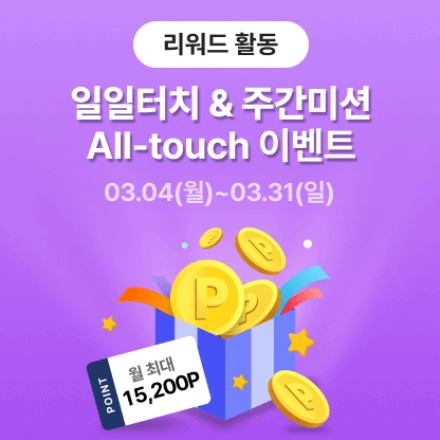 리워드 활동
일일터치 & 주간미션
All-touch 이벤트
03.04(월)~03.31(일)
P
P
P
P
P
POINT
월 최대
15,200P